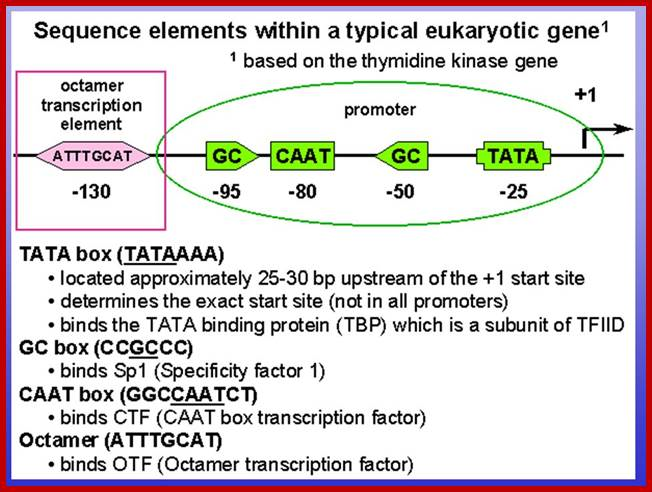 Sequence elements within a typical eukaryotic gene¹
¹ based on the thymidine kinase gene
octamer
transcription
element
promoter
+1
ATTTGCAT
GC
CAAT
GC
TATA
-130
-95
-80
-50
-25
TATA box (TATAAAA)
• located approximately 25-30 bp upstream of the +1 start site
• determines the exact start site (not in all promoters)
• binds the TATA binding protein (TBP) which is a subunit of TFIID
GC box (CCGCCC)
• binds Sp1 (Specificity factor 1)
CAAT box (GGCCAATCT)
• binds CTF (CAAT box transcription factor)
Octamer (ATTTGCAT)
• binds OTF (Octamer transcription factor)